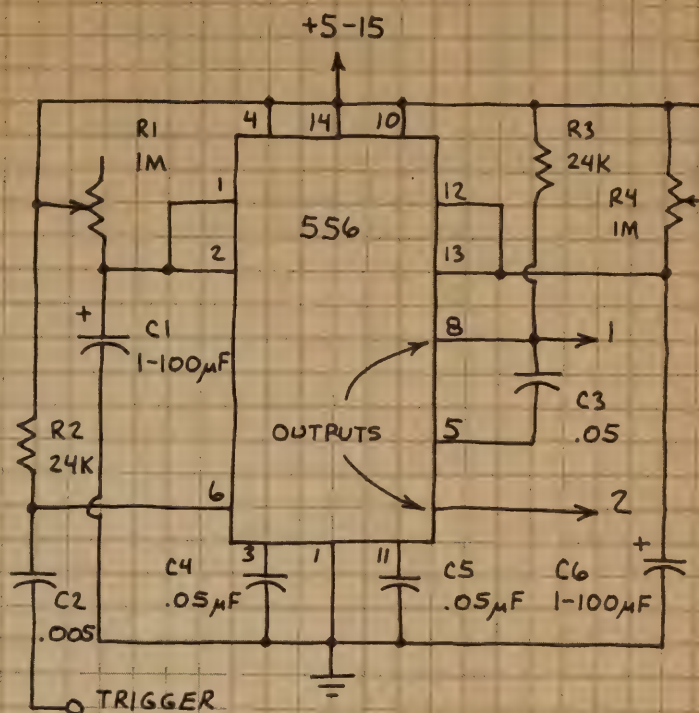 +5-15
4 14 10
R1
1M
1
2
556
12
13
R3
24K
R4
1M
+
C1
1-100µF
8
1
OUTPUTS
5
C3
.05
R2
24K
6
2
3
1
11
C4
.05µF
C5
.05µF
+
C6
1-100µF
C2
.005
TRIGGER